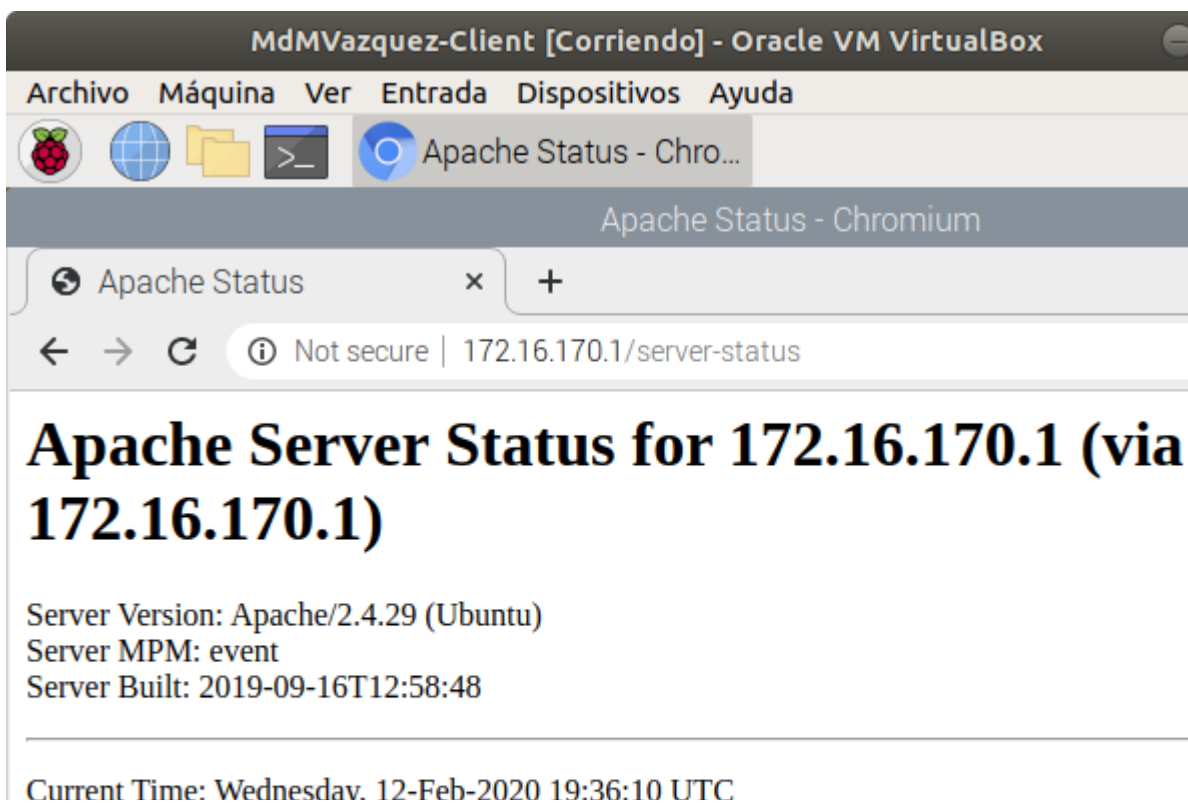 MdMVazquez-Client [Corriendo] - Oracle VM VirtualBox
Archivo Máquina Ver Entrada Dispositivos Ayuda
>_ Apache Status - Chro...
Apache Status - Chromium
Apache Status × +
Not secure | 172.16.170.1/server-status
Apache Server Status for 172.16.170.1 (via
172.16.170.1)
Server Version: Apache/2.4.29 (Ubuntu)
Server MPM: event
Server Built: 2019-09-16T12:58:48
Current Time: Wednesday, 12-Feb-2020 19:36:10 UTC